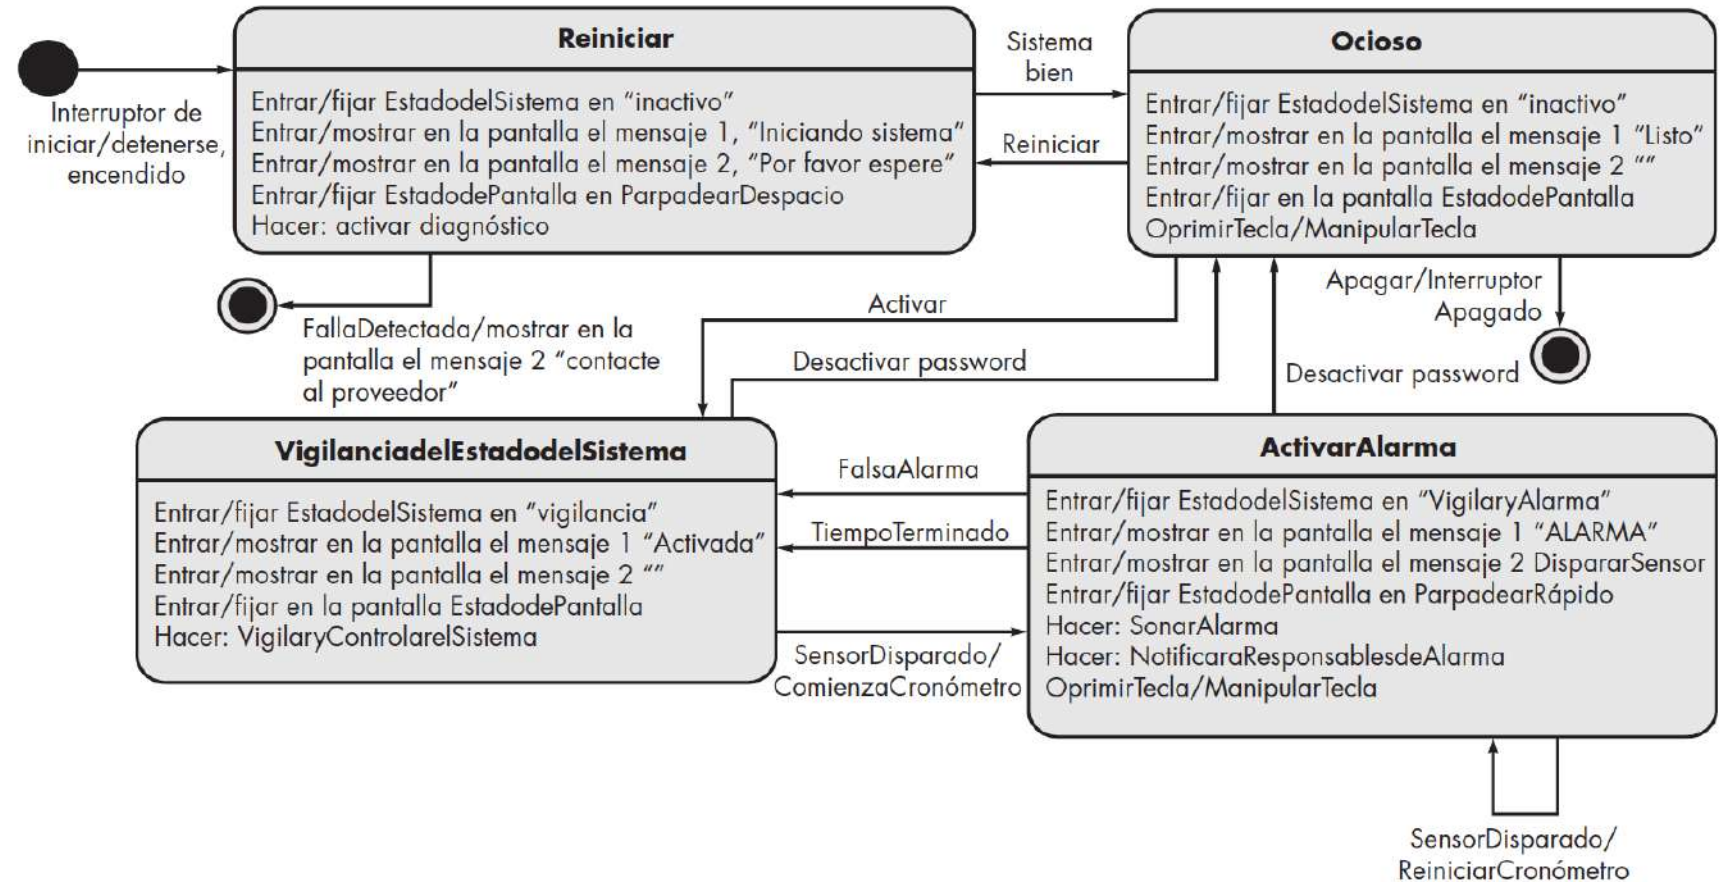 Reiniciar
Entrar/fijar EstadodelSistema en “inactivo”
Entrar/mostrar en la pantalla el mensaje 1, “Iniciando sistema”
Entrar/mostrar en la pantalla el mensaje 2, “Por favor espere”
Entrar/fijar EstadodePantalla en ParpadearDespacio
Hacer: activar diagnóstico
Interruptor de
iniciar/detenerse,
encendido
Sistema
bien
Reiniciar
Ocioso
Entrar/fijar EstadodelSistema en “inactivo”
Entrar/mostrar en la pantalla el mensaje 1 “Listo”
Entrar/mostrar en la pantalla el mensaje 2 “”
Entrar/fijar en la pantalla EstadodePantalla
OprimirTecla/ManipularTecla
FallaDetectada/mostrar en la
pantalla el mensaje 2 “contacte
al proveedor”
Activar
Desactivar password
Apagar/Interruptor
Apagado
Desactivar password
VigilanciadelEstadodelSistema
Entrar/fijar EstadodelSistema en “vigilancia”
Entrar/mostrar en la pantalla el mensaje 1 “Activada”
Entrar/mostrar en la pantalla el mensaje 2 “”
Entrar/fijar en la pantalla EstadodePantalla
Hacer: VigilaryControlarelSistema
FalsaAlarma
TiempoTerminado
SensorDisparado/
ComienzaCronómetro
ActivarAlarma
Entrar/fijar EstadodelSistema en “VigilaryAlarma”
Entrar/mostrar en la pantalla el mensaje 1 “ALARMA”
Entrar/mostrar en la pantalla el mensaje 2 DispararSensor
Entrar/fijar EstadodePantalla en ParpadearRápido
Hacer: SonarAlarma
Hacer: NotificaraResponsablesdeAlarma
OprimirTecla/ManipularTecla
SensorDisparado/
ReiniciarCronómetro